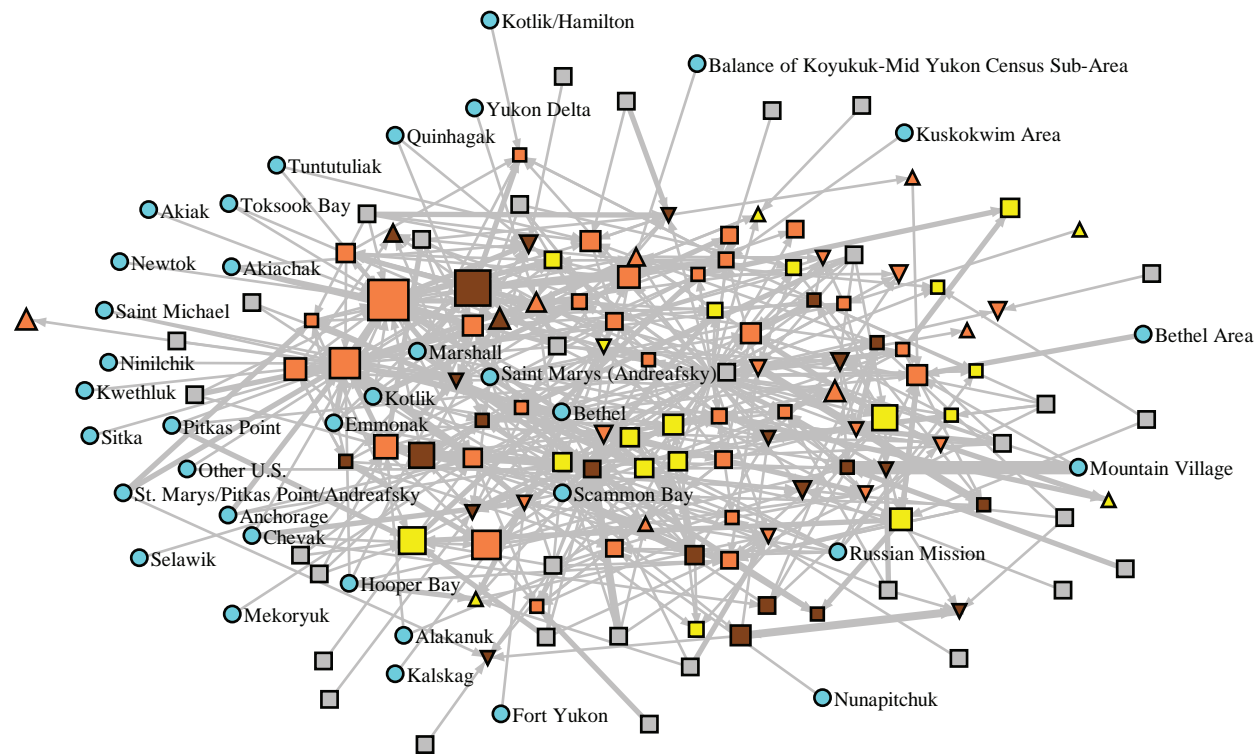 Kotlik/Hamilton
Balance of Koyukuk-Mid Yukon Census Sub-Area
Yukon Delta
Quinhagak
Kuskokwim Area
Tuntutuliak
Toksook Bay
Akiak
Newtok
Akiachak
Saint Michael
Bethel Area
Marshall
Ninilchik
Saint Marys (Andreafsky)
Kwethluk
Kotlik
Bethel
Emmonak
Pitkas Point
Sitka
Other U.S.
Mountain Village
St. Marys/Pitkas Point/Andreafsky
Scammon Bay
Anchorage
Chevak
Russian Mission
Selawik
Hooper Bay
Mekoryuk
Alakanuk
Kalskag
Nunapitchuk
Fort Yukon